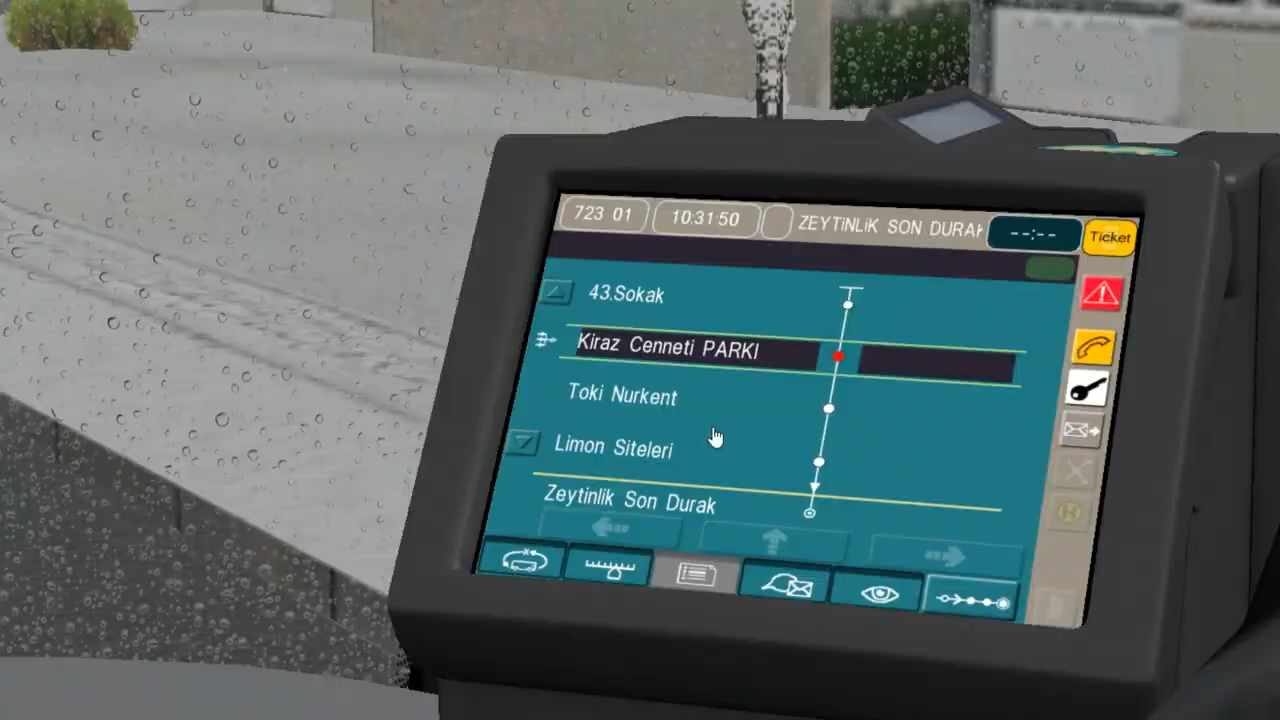 723 01
10:31:50
ZEYTiNLiK SON DURAK
--:--
Ticket
43.Sokak
Kiraz Cenneti PARKI
Toki Nurkent
Limon Siteleri
Zeytinlik Son Durak
H